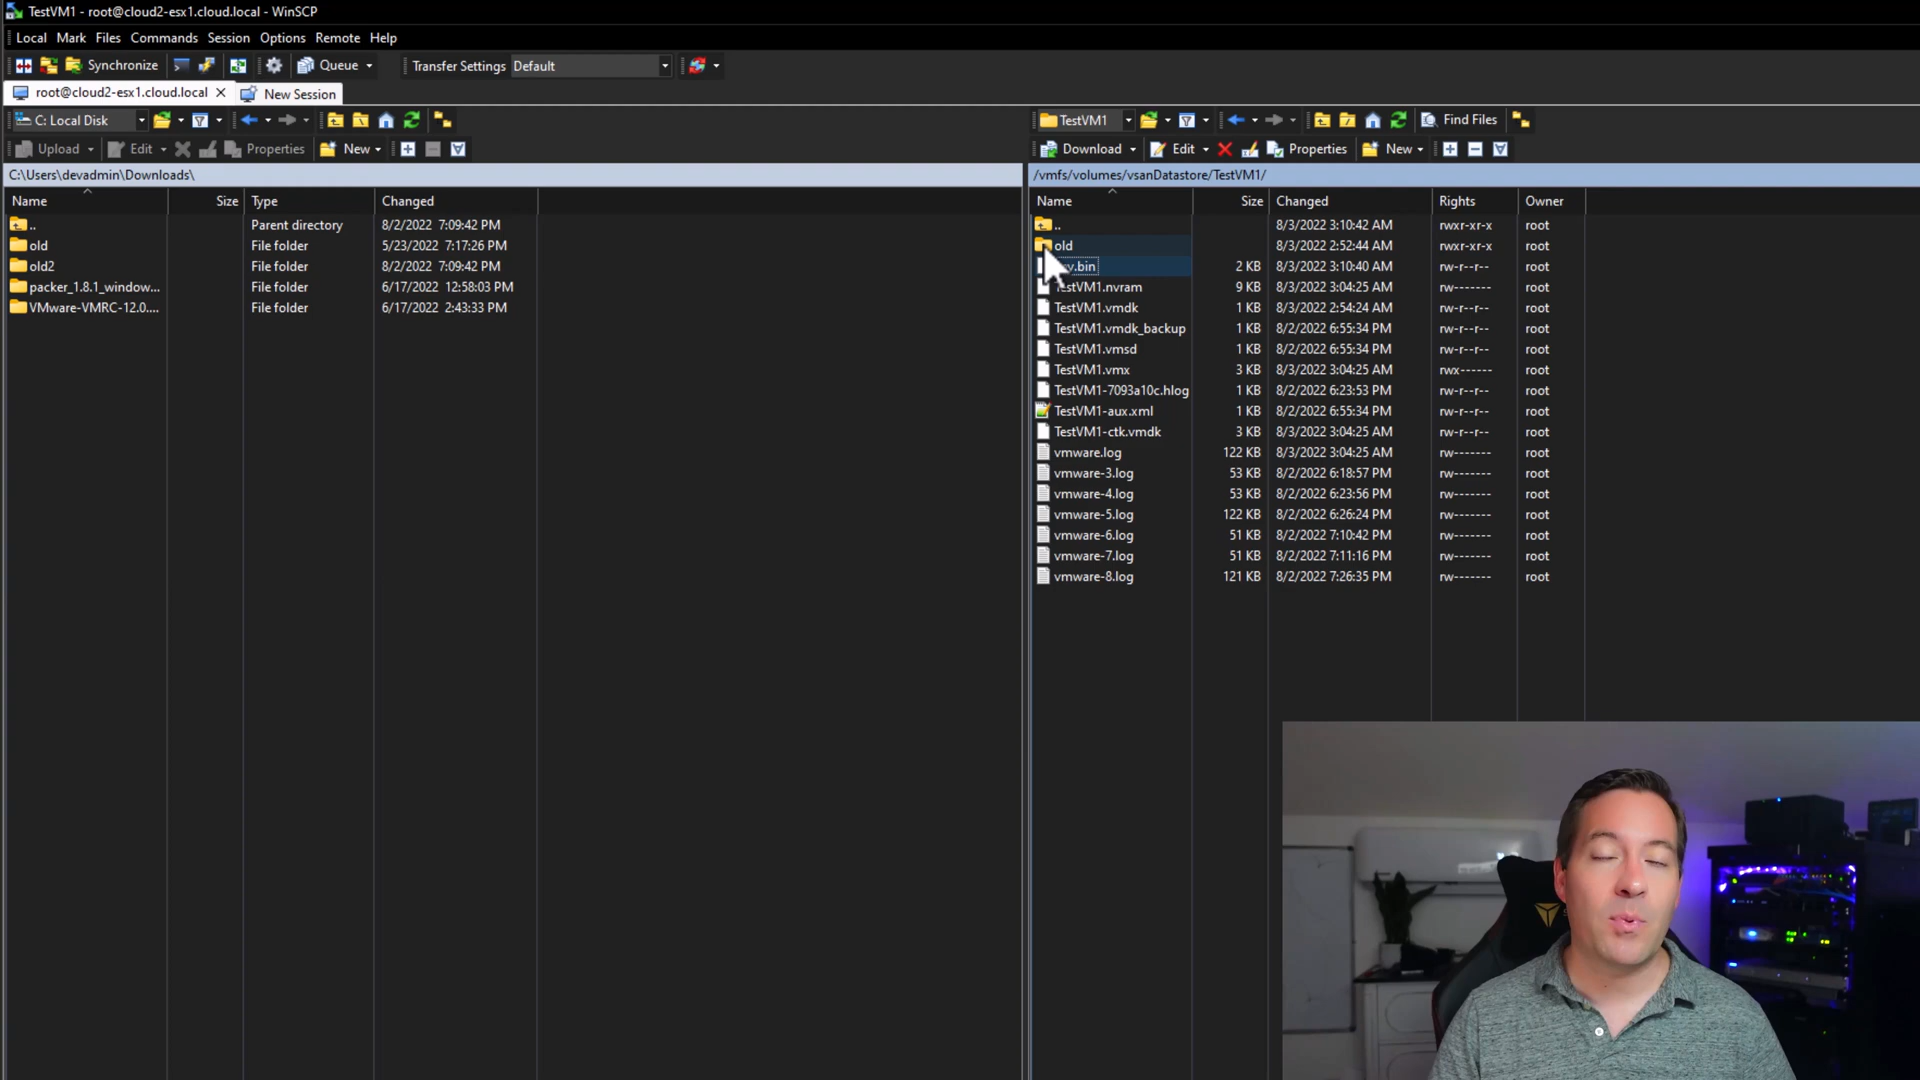 TestVM1 - root@cloud2-esx1.cloud.local - WinSCP
Local Mark Files Commands Session Options Remote Help
Synchronize Queue Transfer Settings Default
root@cloud2-esx1.cloud.local New Session
C: Local Disk
Upload Edit Properties New
C:\Users\devadmin\Downloads\
Name Size Type Changed
.. Parent directory 8/2/2022 7:09:42 PM
old File folder 5/23/2022 7:17:26 PM
old2 File folder 8/2/2022 7:09:42 PM
packer_1.8.1_window... File folder 6/17/2022 12:58:03 PM
VMware-VMRC-12.0.... File folder 6/17/2022 2:43:33 PM
TestVM1 Find Files
Download Edit Properties New
/vmfs/volumes/vsanDatastore/TestVM1/
Name Size Changed Rights Owner
.. 8/3/2022 3:10:42 AM rwxr-xr-x root
old 8/3/2022 2:52:44 AM rwxr-xr-x root
.bin 2 KB 8/3/2022 3:10:40 AM rw-r--r-- root
TestVM1.nvram 9 KB 8/3/2022 3:04:25 AM rw------- root
TestVM1.vmdk 1 KB 8/3/2022 2:54:24 AM rw-r--r-- root
TestVM1.vmdk_backup 1 KB 8/2/2022 6:55:34 PM rw-r--r-- root
TestVM1.vmsd 1 KB 8/2/2022 6:55:34 PM rw-r--r-- root
TestVM1.vmx 3 KB 8/3/2022 3:04:25 AM rwx------ root
TestVM1-7093a10c.hlog 1 KB 8/2/2022 6:23:53 PM rw-r--r-- root
TestVM1-aux.xml 1 KB 8/2/2022 6:55:34 PM rw-r--r-- root
TestVM1-ctk.vmdk 3 KB 8/3/2022 3:04:25 AM rw-r--r-- root
vmware.log 122 KB 8/3/2022 3:04:25 AM rw------- root
vmware-3.log 53 KB 8/2/2022 6:18:57 PM rw------- root
vmware-4.log 53 KB 8/2/2022 6:23:56 PM rw------- root
vmware-5.log 122 KB 8/2/2022 6:26:24 PM rw------- root
vmware-6.log 51 KB 8/2/2022 7:10:42 PM rw------- root
vmware-7.log 51 KB 8/2/2022 7:11:16 PM rw------- root
vmware-8.log 121 KB 8/2/2022 7:26:35 PM rw------- root